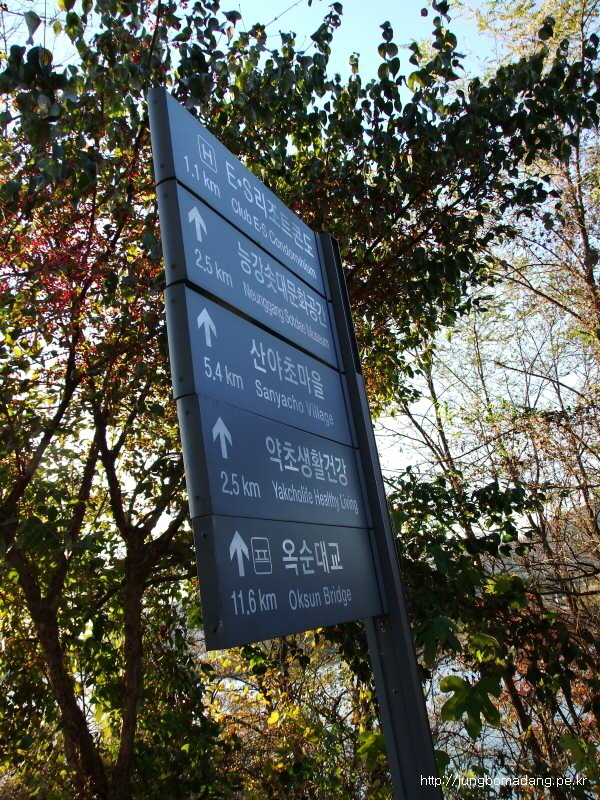 H E·S리조트콘도
1.1 km Club E·S Condominium
능강솟대문화공간
2.5 km Neunggang Sotdae Museum
산야초마을
5.4 km Sanyacho Village
약초생활건강
2.5 km Yakcholife Healthy Living
옥순대교
11.6 km Oksun Bridge
http://jungbomadang.pe.kr